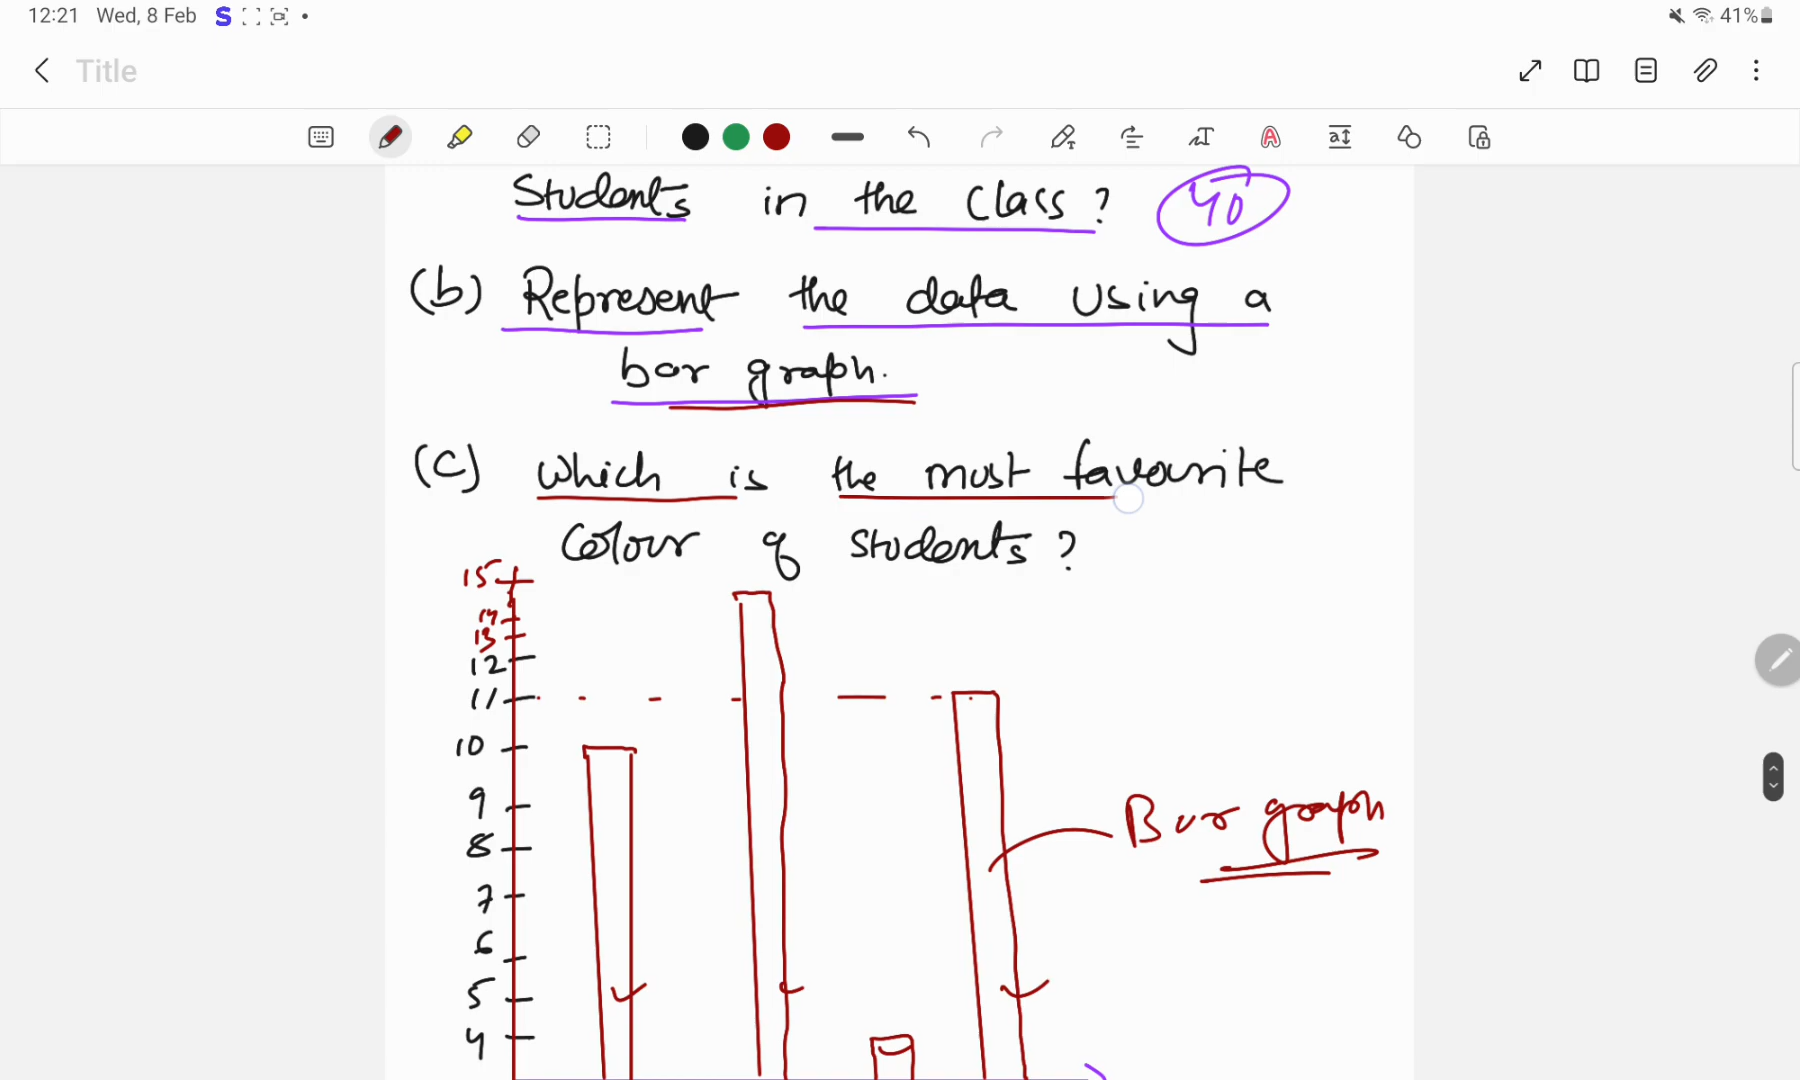 12:21 Wed, 8 Feb
41%
Title
Students in the Class? 40
(b) Represent the data using a
bar graph.
(c) which is the most favourite
Colour of students?
15
14
13
12
11
10
9
8
Bar graph
7
6
5
4